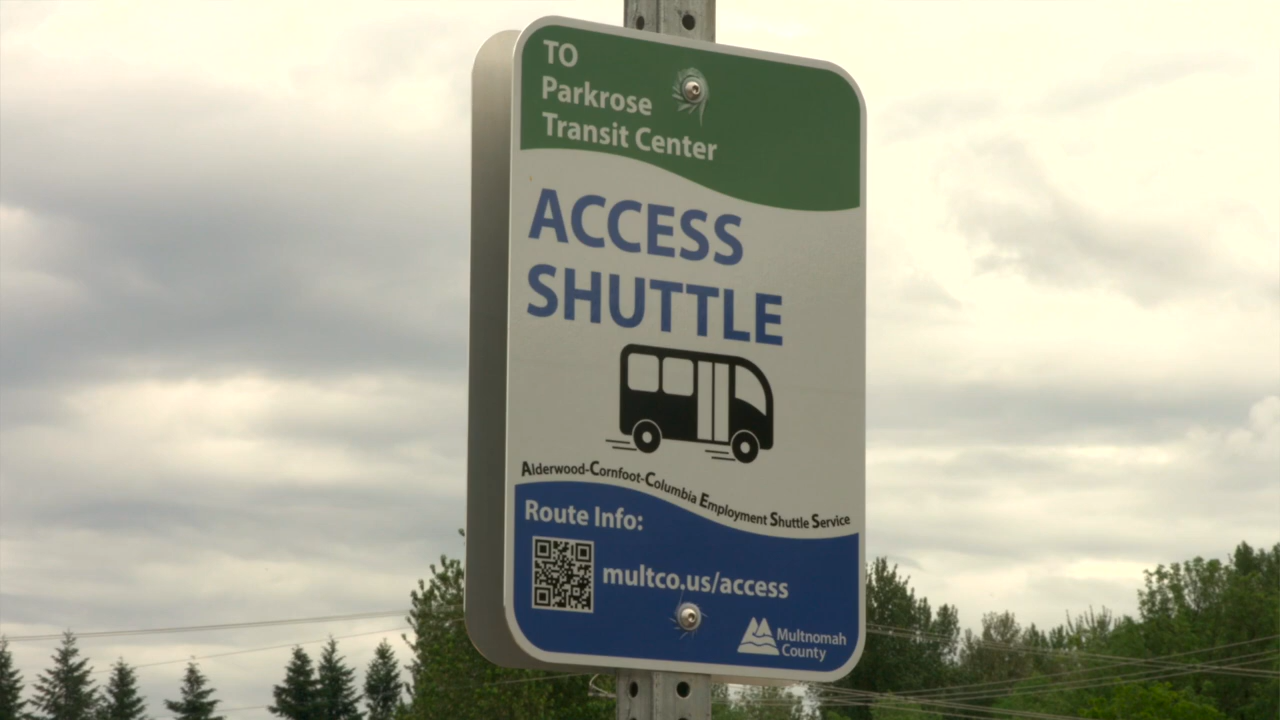 TO
Parkrose
Transit Center
ACCESS
SHUTTLE
Alderwood-Cornfoot-Columbia Employment Shuttle Service
Route Info:
multco.us/access
Multnomah
County